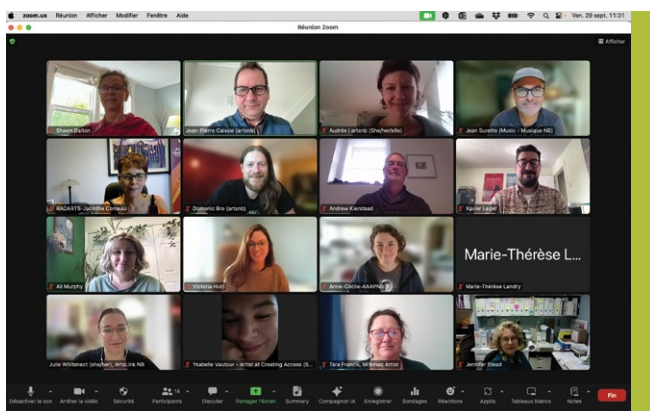 zoom.us Réunion Afficher Modifier Fenêtre Aide Ven. 29 sept. 11:21
Réunion Zoom
Afficher
Shawn Dalton Jean-Pierre Caissie (artsnb) Audrée | artsnb (She/her/elle) Jean Surette (Music - Musique NB)
RADARTS-Jacinthe Comeau Domenic Bro (artsnb) Andrew Kierstead Xavier Leger
Marie-Thérèse L...
Ali Murphy Victoria Hutt Anne-Cécile-AAAPNB Marie-Thérèse Landry
Julie Whitenect (she/her), ArtsLink NB Ysabelle Vautour - Artist at Creating Access (S... Tara Francis, Mi'kmaq Artist Jennifer Stead
16
Désactiver le son Arrêter la vidéo Sécurité Participants Discuter Partager l'écran Summary Compagnon IA Enregistrer Sondages Réactions Applis Tableaux blancs Notes Fin